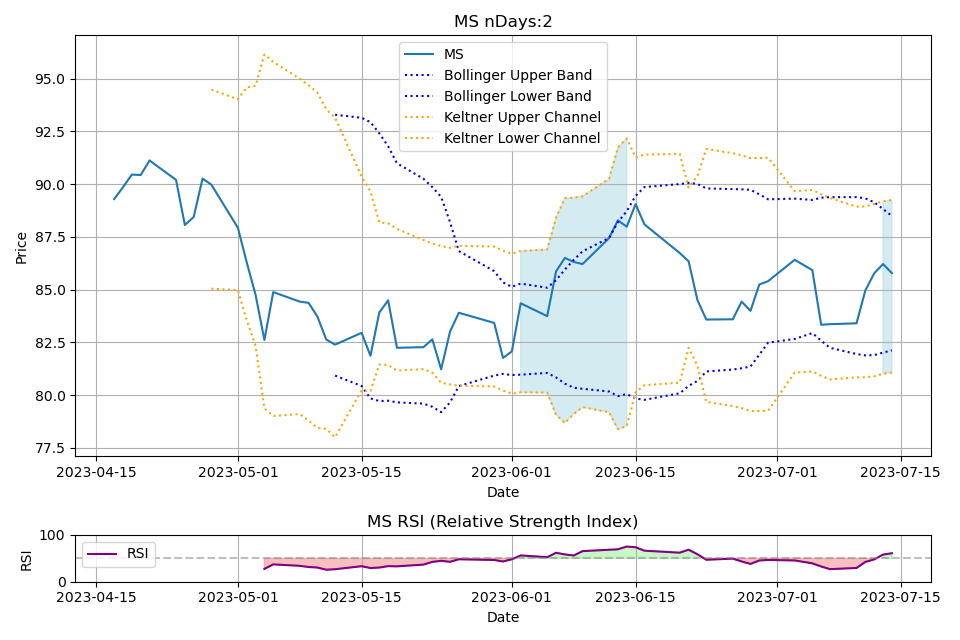 MS nDays:2
MS
Bollinger Upper Band
Bollinger Lower Band
Keltner Upper Channel
Keltner Lower Channel
Price
95.0
92.5
90.0
87.5
85.0
82.5
80.0
77.5
2023-04-15 2023-05-01 2023-05-15 2023-06-01 2023-06-15 2023-07-01 2023-07-15
Date
MS RSI (Relative Strength Index)
RSI
100
0
RSI
2023-04-15 2023-05-01 2023-05-15 2023-06-01 2023-06-15 2023-07-01 2023-07-15
Date